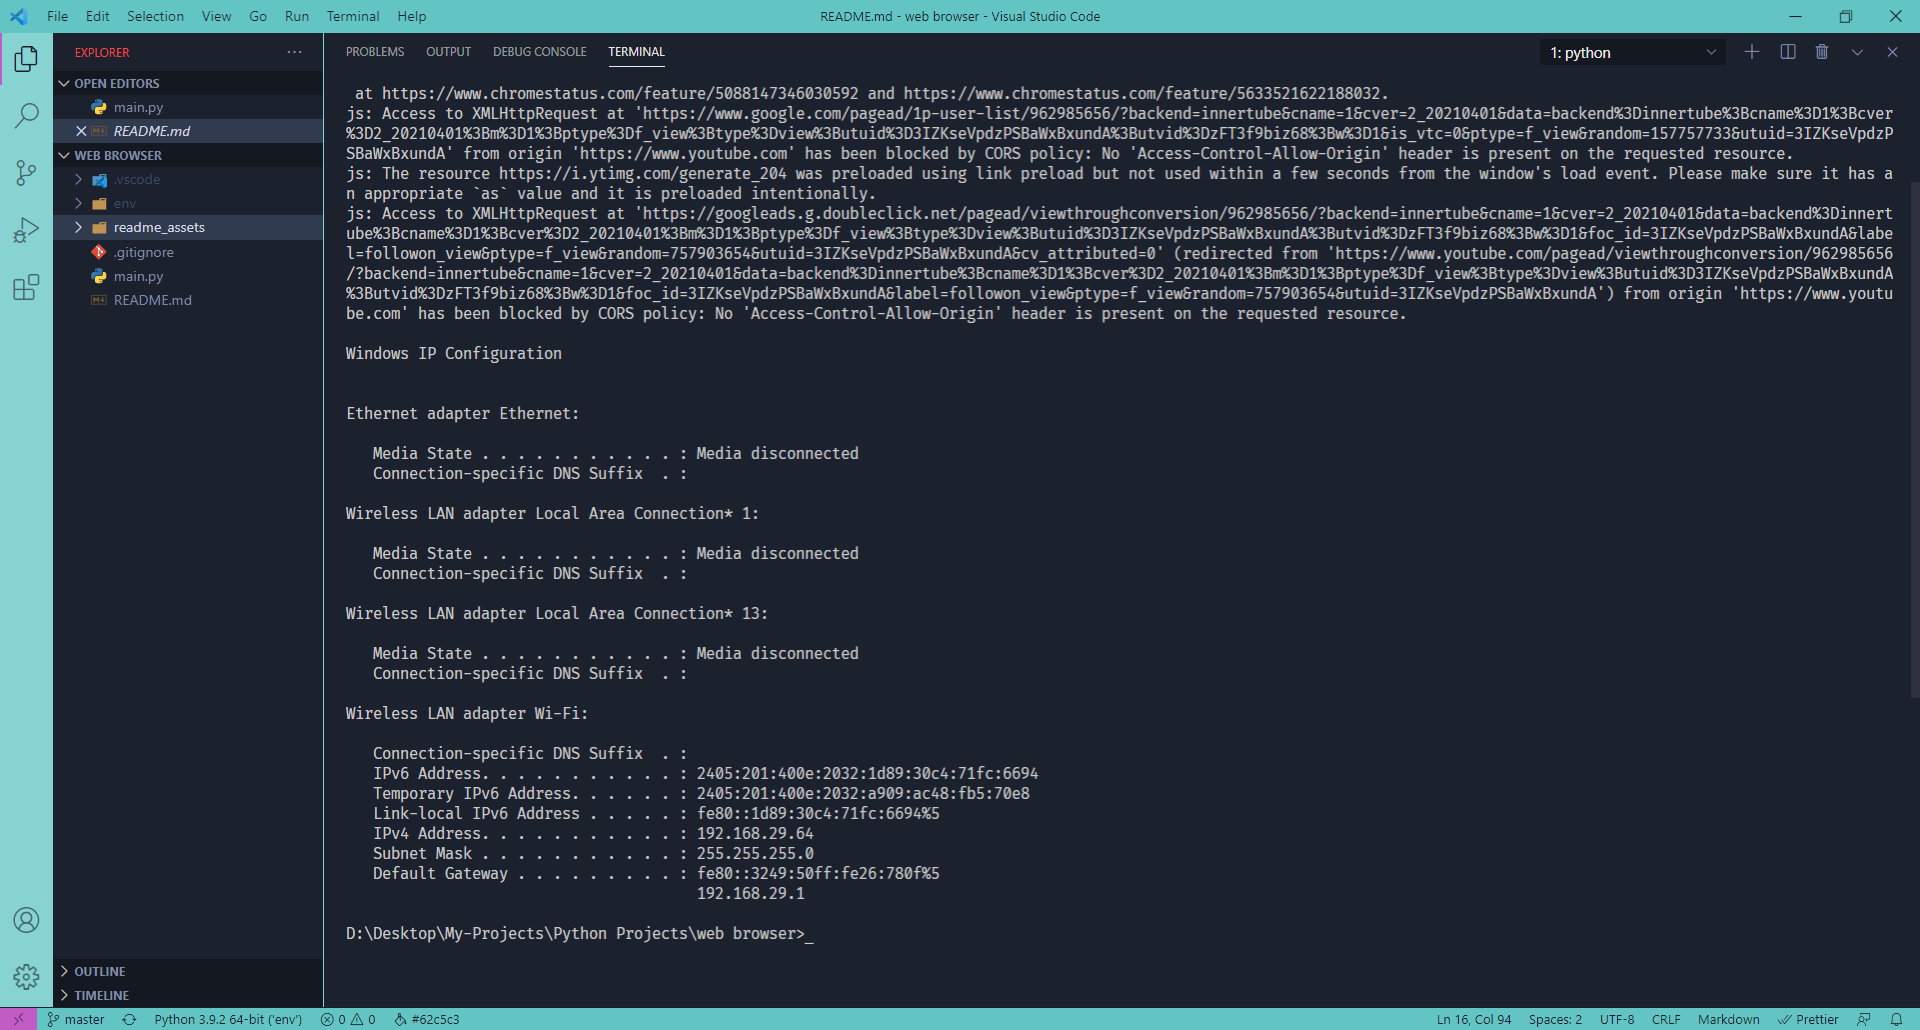 File Edit Selection View Go Run Terminal Help
README.md - web browser - Visual Studio Code
EXPLORER
OPEN EDITORS
main.py
README.md
WEB BROWSER
.vscode
env
readme_assets
.gitignore
main.py
README.md
OUTLINE
TIMELINE
PROBLEMS OUTPUT DEBUG CONSOLE TERMINAL
1: python
at https://www.chromestatus.com/feature/5088147346030592 and https://www.chromestatus.com/feature/5633521622188032.
js: Access to XMLHttpRequest at 'https://www.google.com/pagead/1p-user-list/962985656/?backend=innertube&cname=1&cver=2_20210401&data=backend%3Dinnertube%3Bcname%3D1%3Bcver
%3D2_20210401%3Bm%3D1%3Bptype%3Df_view%3Btype%3Dview%3Butuid%3D3IZKseVpdzPSBaWxBxundA%3Butvid%3DzFT3f9biz68%3Bw%3D1&is_vtc=0&ptype=f_view&random=157757733&utuid=3IZKseVpdzP
SBaWxBxundA' from origin 'https://www.youtube.com' has been blocked by CORS policy: No 'Access-Control-Allow-Origin' header is present on the requested resource.
js: The resource https://i.ytimg.com/generate_204 was preloaded using link preload but not used within a few seconds from the window's load event. Please make sure it has a
n appropriate `as` value and it is preloaded intentionally.
js: Access to XMLHttpRequest at 'https://googleads.g.doubleclick.net/pagead/viewthroughconversion/962985656/?backend=innertube&cname=1&cver=2_20210401&data=backend%3Dinnert
ube%3Bcname%3D1%3Bcver%3D2_20210401%3Bm%3D1%3Bptype%3Df_view%3Btype%3Dview%3Butuid%3D3IZKseVpdzPSBaWxBxundA%3Butvid%3DzFT3f9biz68%3Bw%3D1&foc_id=3IZKseVpdzPSBaWxBxundA&labe
l=followon_view&ptype=f_view&random=757903654&utuid=3IZKseVpdzPSBaWxBxundA&cv_attributed=0' (redirected from 'https://www.youtube.com/pagead/viewthroughconversion/962985656
/?backend=innertube&cname=1&cver=2_20210401&data=backend%3Dinnertube%3Bcname%3D1%3Bcver%3D2_20210401%3Bm%3D1%3Bptype%3Df_view%3Btype%3Dview%3Butuid%3D3IZKseVpdzPSBaWxBxundA
%3Butvid%3DzFT3f9biz68%3Bw%3D1&foc_id=3IZKseVpdzPSBaWxBxundA&label=followon_view&ptype=f_view&random=757903654&utuid=3IZKseVpdzPSBaWxBxundA') from origin 'https://www.youtu
be.com' has been blocked by CORS policy: No 'Access-Control-Allow-Origin' header is present on the requested resource.
Windows IP Configuration
Ethernet adapter Ethernet:
Media State . . . . . . . . . . . : Media disconnected
Connection-specific DNS Suffix  . :
Wireless LAN adapter Local Area Connection* 1:
Media State . . . . . . . . . . . : Media disconnected
Connection-specific DNS Suffix  . :
Wireless LAN adapter Local Area Connection* 13:
Media State . . . . . . . . . . . : Media disconnected
Connection-specific DNS Suffix  . :
Wireless LAN adapter Wi-Fi:
Connection-specific DNS Suffix  . :
IPv6 Address. . . . . . . . . . . : 2405:201:400e:2032:1d89:30c4:71fc:6694
Temporary IPv6 Address. . . . . . : 2405:201:400e:2032:a909:ac48:fb5:70e8
Link-local IPv6 Address . . . . . : fe80::1d89:30c4:71fc:6694%5
IPv4 Address. . . . . . . . . . . : 192.168.29.64
Subnet Mask . . . . . . . . . . . : 255.255.255.0
Default Gateway . . . . . . . . . : fe80::3249:50ff:fe26:780f%5
192.168.29.1
D:\Desktop\My-Projects\Python Projects\web browser>_
master Python 3.9.2 64-bit ('env') 0 0 #62c5c3 Ln 16, Col 94 Spaces: 2 UTF-8 CRLF Markdown Prettier